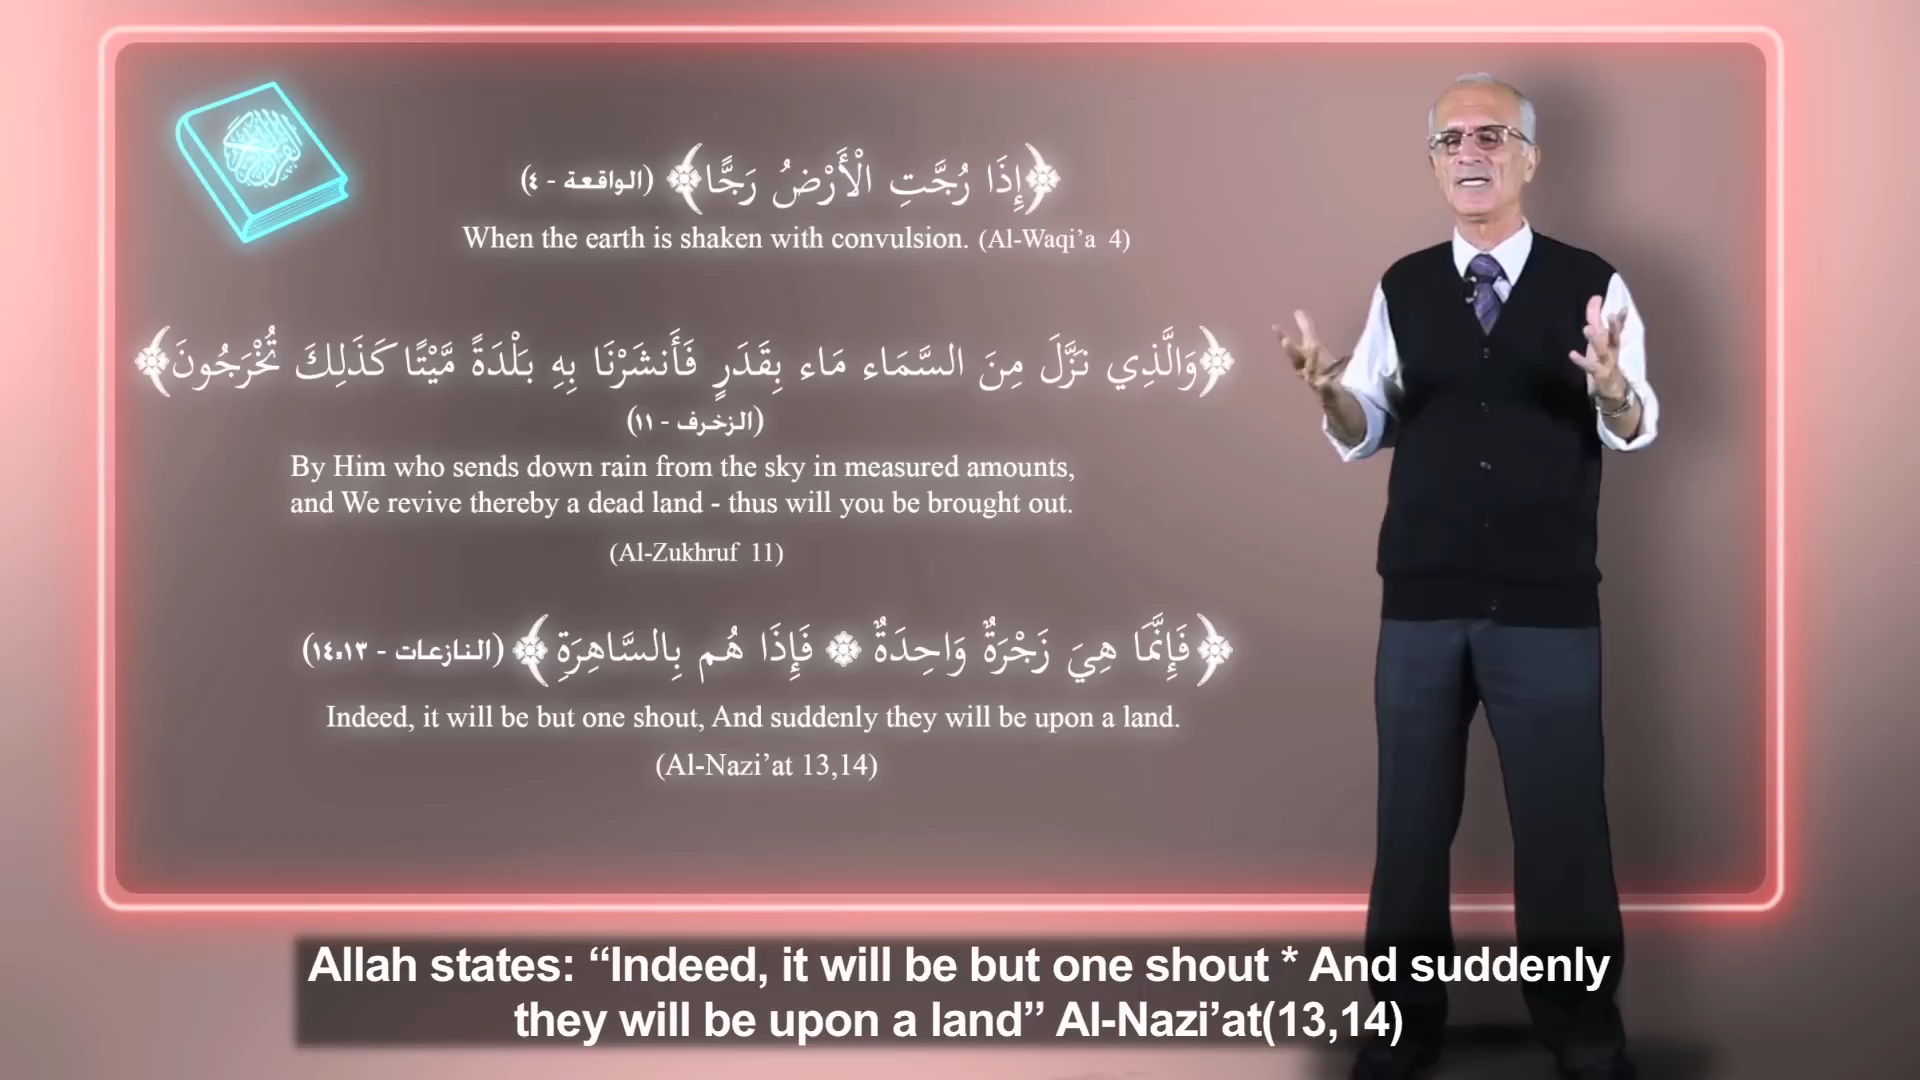 ﴿إِذَا رُجَّتِ الْأَرْضُ رَجًّا﴾ (الواقعة - ٤)
When the earth is shaken with convulsion. (Al-Waqi’a 4)
﴿وَالَّذِي نَزَّلَ مِنَ السَّمَاء مَاء بِقَدَرٍ فَأَنشَرْنَا بِهِ بَلْدَةً مَّيْتًا كَذَلِكَ تُخْرَجُونَ﴾
(الزخرف - ١١)
By Him who sends down rain from the sky in measured amounts,
and We revive thereby a dead land - thus will you be brought out.
(Al-Zukhruf 11)
﴿فَإِنَّمَا هِيَ زَجْرَةٌ وَاحِدَةٌ ۞ فَإِذَا هُم بِالسَّاهِرَةِ﴾ (النازعات - ١٤،١٣)
Indeed, it will be but one shout, And suddenly they will be upon a land.
(Al-Nazi’at 13,14)
Allah states: “Indeed, it will be but one shout * And suddenly
they will be upon a land” Al-Nazi’at(13,14)